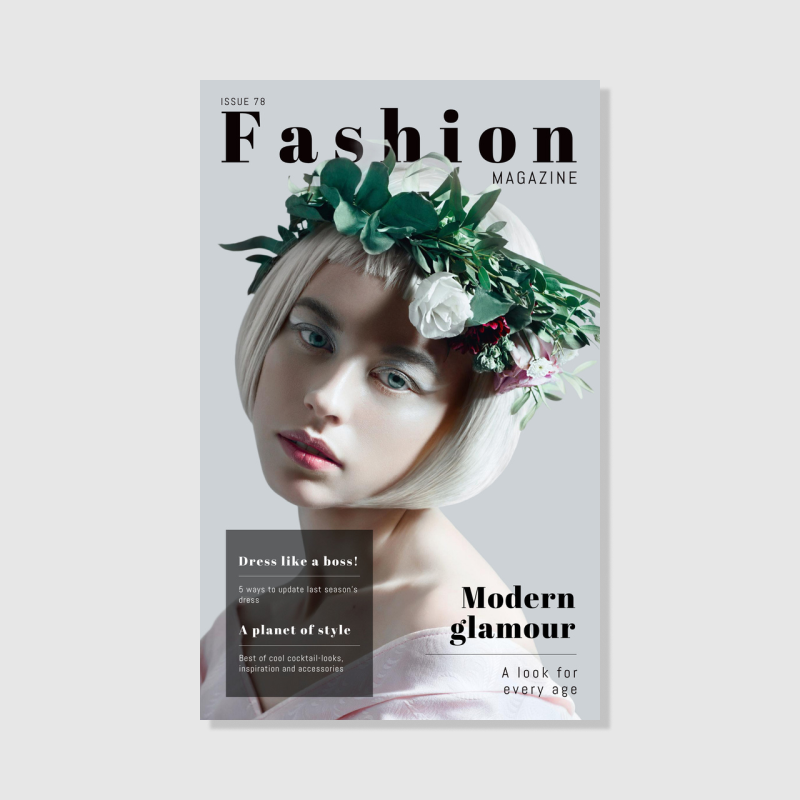 ISSUE 78
Fashion
MAGAZINE
Dress like a boss!
5 ways to update last season's
dress
A planet of style
Best of cool cocktail-looks,
inspiration and accessories
Modern
glamour
A look for
every age